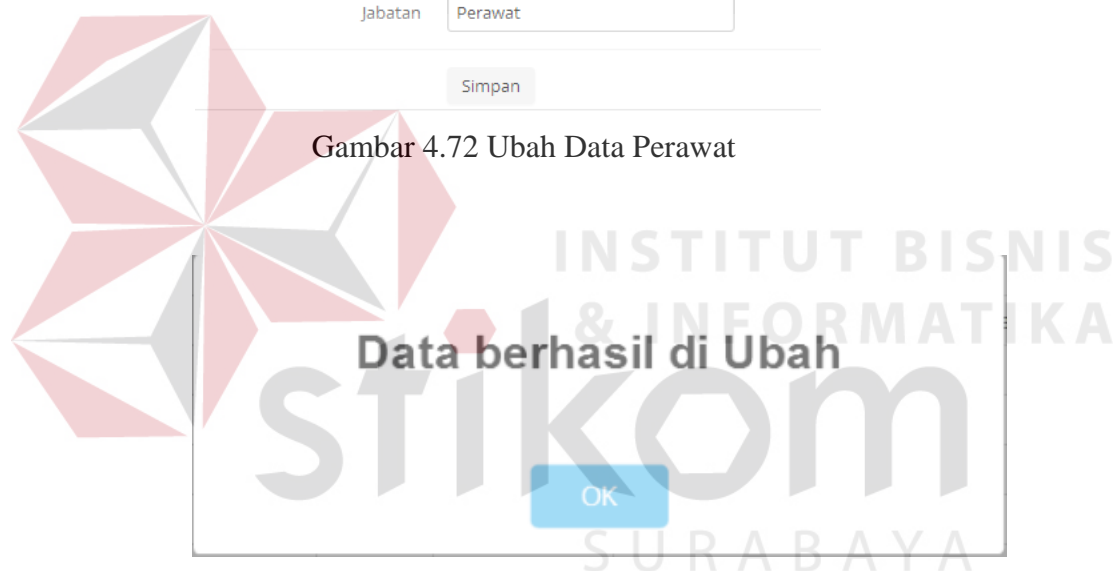 Jabatan Perawat
Simpan
Gambar 4.72 Ubah Data Perawat
INSTITUT BISNIS
& INFORMATIKA
Data berhasil di Ubah
stikom
OK
SURABAYA